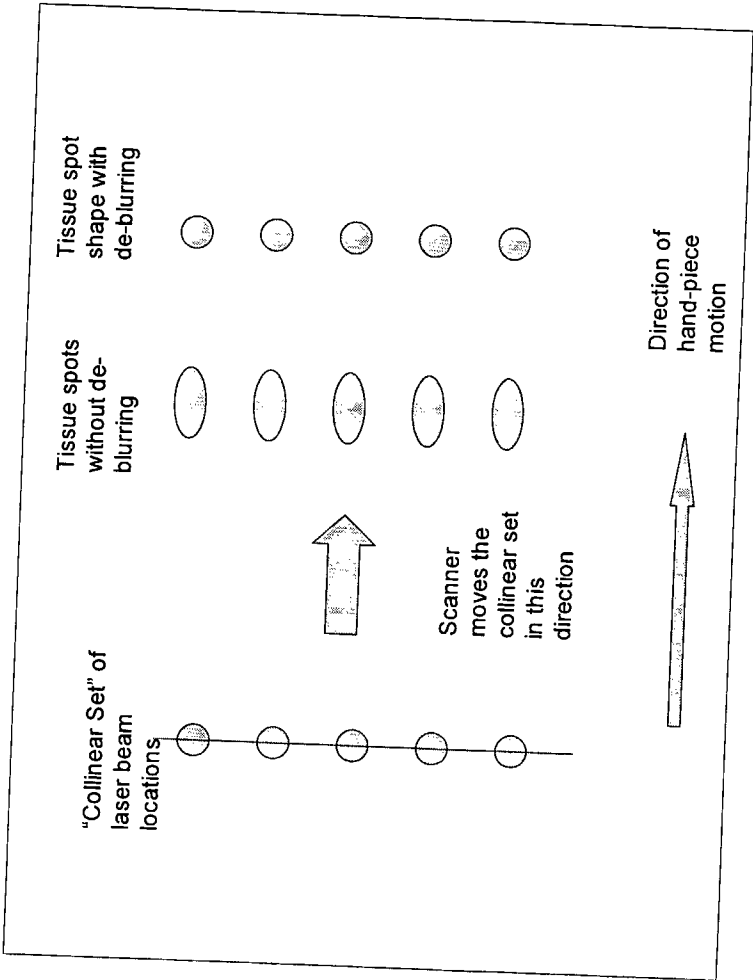 "Collinear Set" of
laser beam
locations
Tissue spots
without de-
blurring
Tissue spot
shape with
de-blurring
Scanner
moves the
collinear set
in this
direction
Direction of
hand-piece
motion